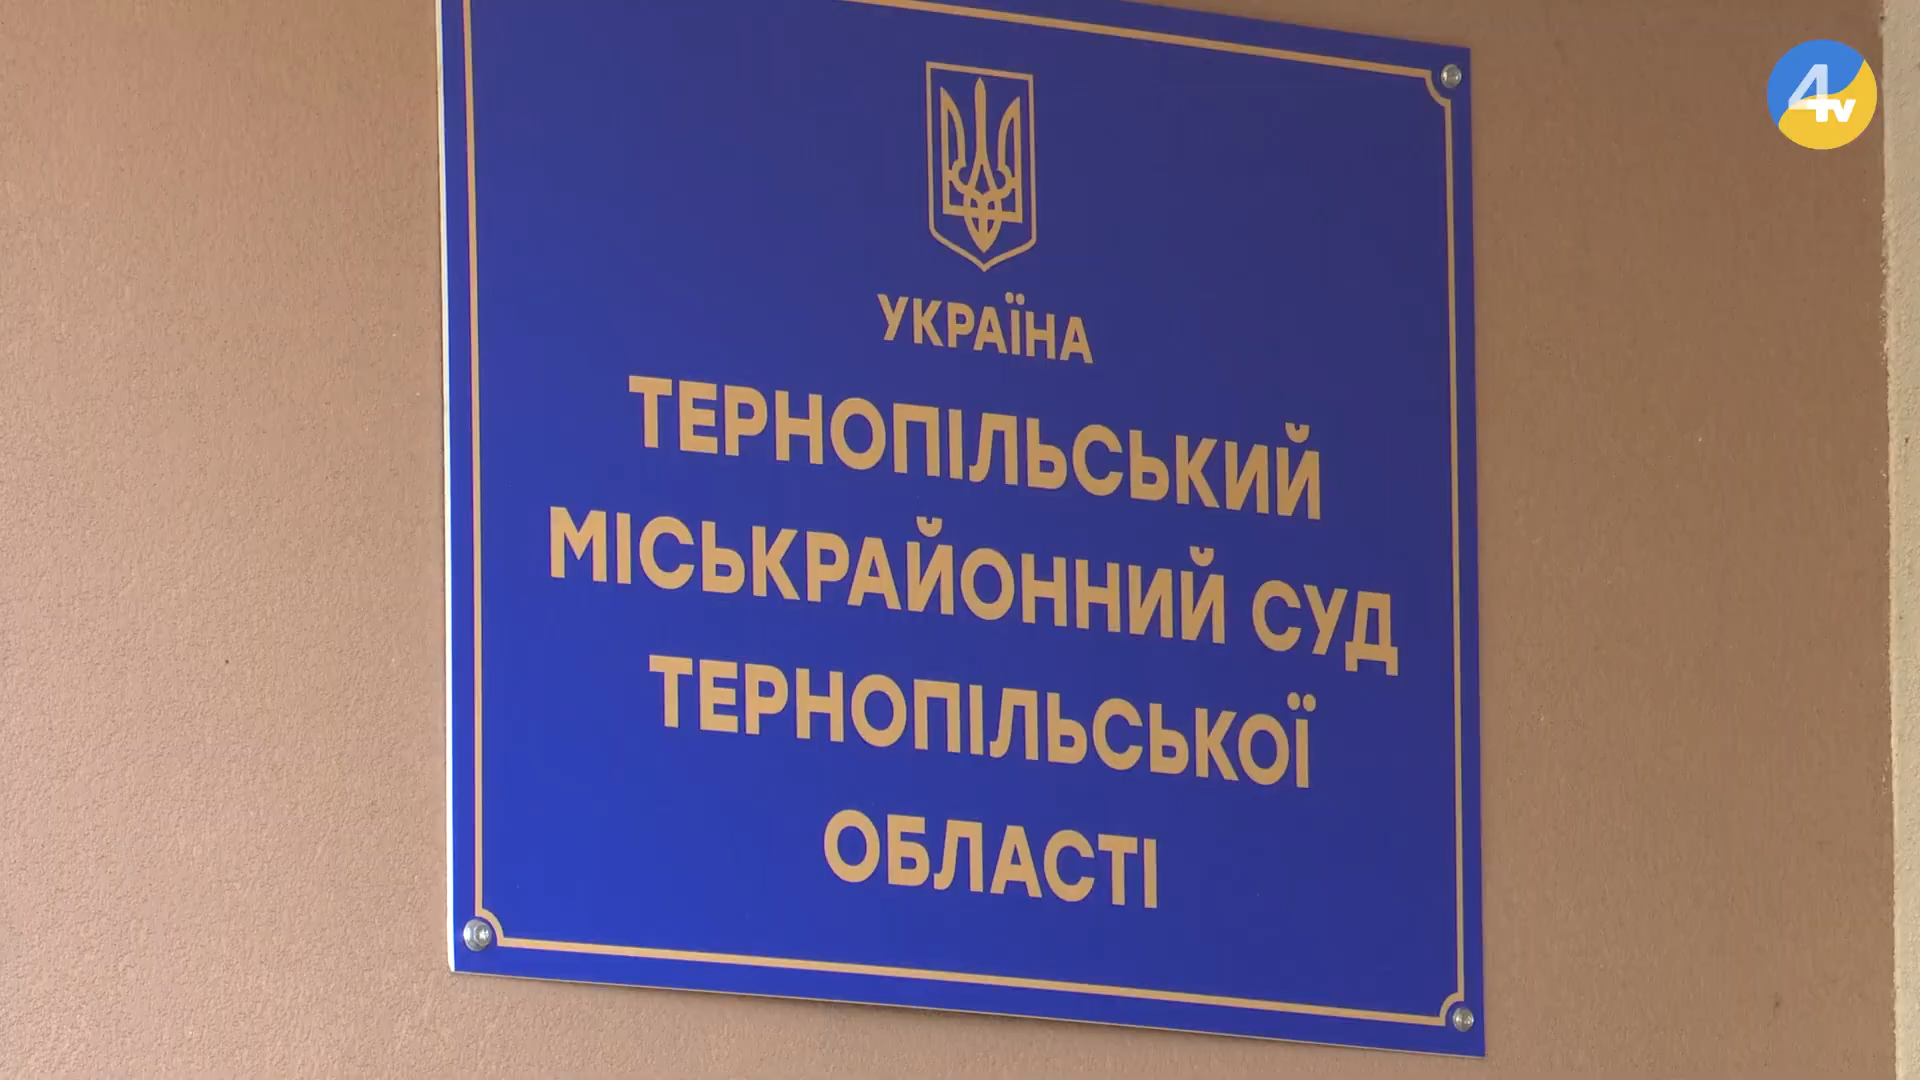 4tv
УКРАЇНА
ТЕРНОПІЛЬСЬКИЙ
МІСЬКРАЙОННИЙ СУД
ТЕРНОПІЛЬСЬКОЇ
ОБЛАСТІ